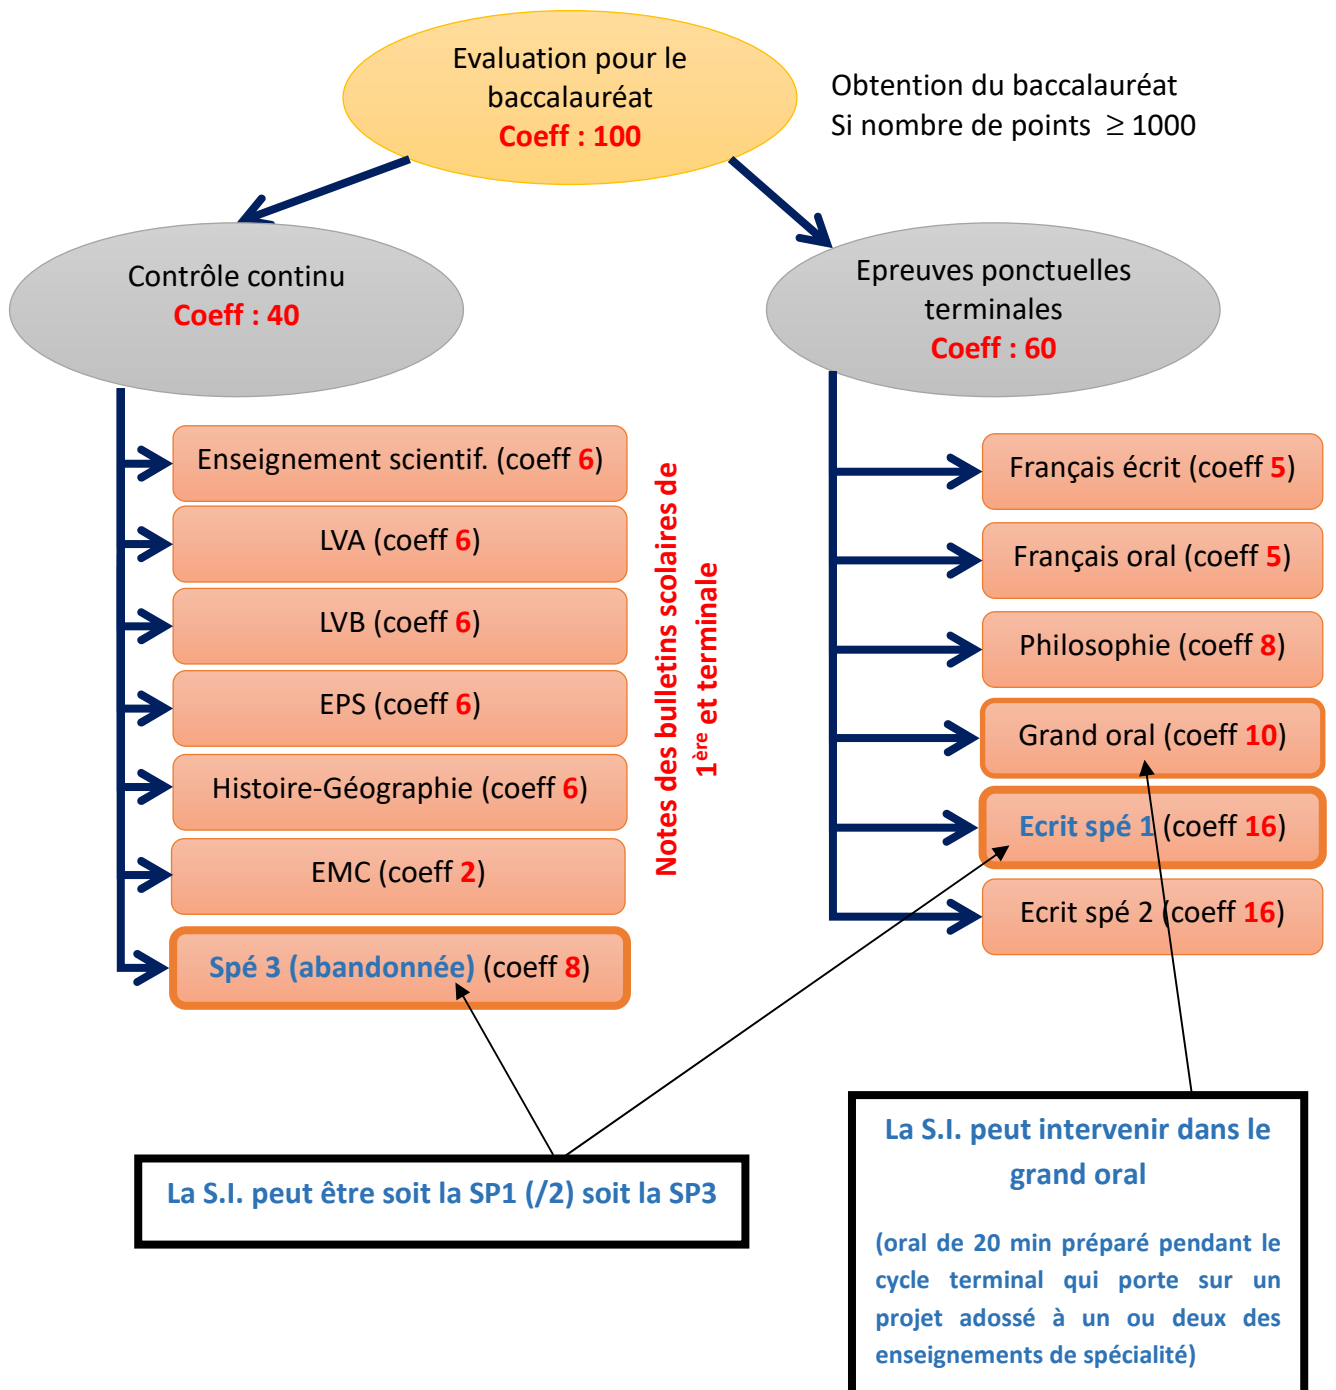 Evaluation pour le
baccalauréat
Coeff : 100
Obtention du baccalauréat
Si nombre de points ≥ 1000
Contrôle continu
Coeff : 40
Epreuves ponctuelles
terminales
Coeff : 60
Enseignement scientif. (coeff 6)
LVA (coeff 6)
LVB (coeff 6)
EPS (coeff 6)
Histoire-Géographie (coeff 6)
EMC (coeff 2)
Spé 3 (abandonnée) (coeff 8)
Notes des bulletins scolaires de
1ère et terminale
Français écrit (coeff 5)
Français oral (coeff 5)
Philosophie (coeff 8)
Grand oral (coeff 10)
Ecrit spé 1 (coeff 16)
Ecrit spé 2 (coeff 16)
La S.I. peut être soit la SP1 (/2) soit la SP3
La S.I. peut intervenir dans le
grand oral
(oral de 20 min préparé pendant le
cycle terminal qui porte sur un
projet adossé à un ou deux des
enseignements de spécialité)